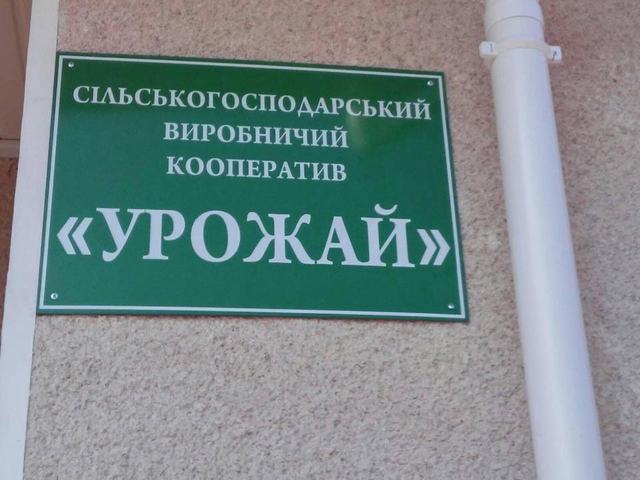 СІЛЬСЬКОГОСПОДАРСЬКИЙ
ВИРОБНИЧИЙ
КООПЕРАТИВ
«УРОЖАЙ»